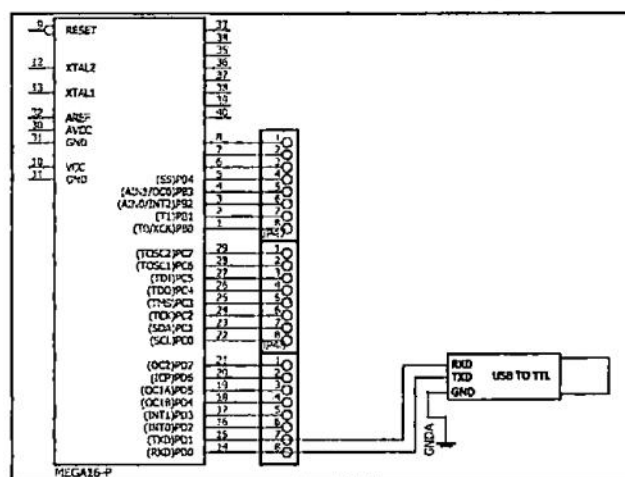 9 RESET 33
34
35
12 XTAL2 36
37
13 XTAL1 38
39
32 AREF 40
30 AVCC
31 GND 8 1
7 2
10 VCC 6 3
11 GND (SS)PB4 5 4
(AIN1/OC0)PB3 4 5
(AIN0/INT2)PB2 3 6
(T1)PB1 2 7
(T0/XCK)PB0 1 8
(TOSC2)PC7 29 1
(TOSC1)PC6 28 2
(TDI)PC5 27 3
(TDO)PC4 26 4
(TMS)PC3 25 5
(TCK)PC2 24 6
(SDA)PC1 23 7
(SCL)PC0 22 8
(OC2)PD7 21 1
(ICP)PD6 20 2
(OC1A)PD5 19 3
(OC1B)PD4 18 4
(INT1)PD3 17 5
(INT0)PD2 16 6
(TXD)PD1 15 7
(RXD)PD0 14 8
MEGA16-P
RXD
TXD USB TO TTL
GND
GNDA